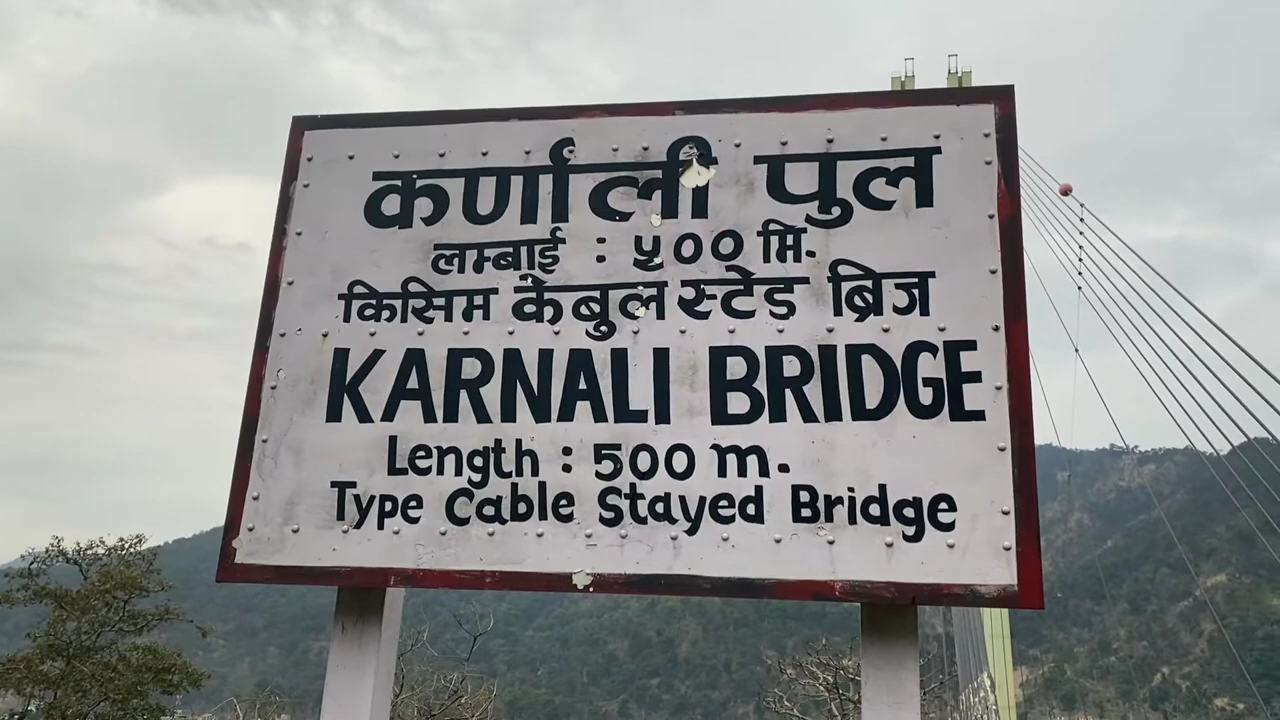 कर्णाली पुल
लम्बाई : ५०० मि.
किसिम केबुल स्टेड ब्रिज
KARNALI BRIDGE
Length : 500 m.
Type Cable Stayed Bridge